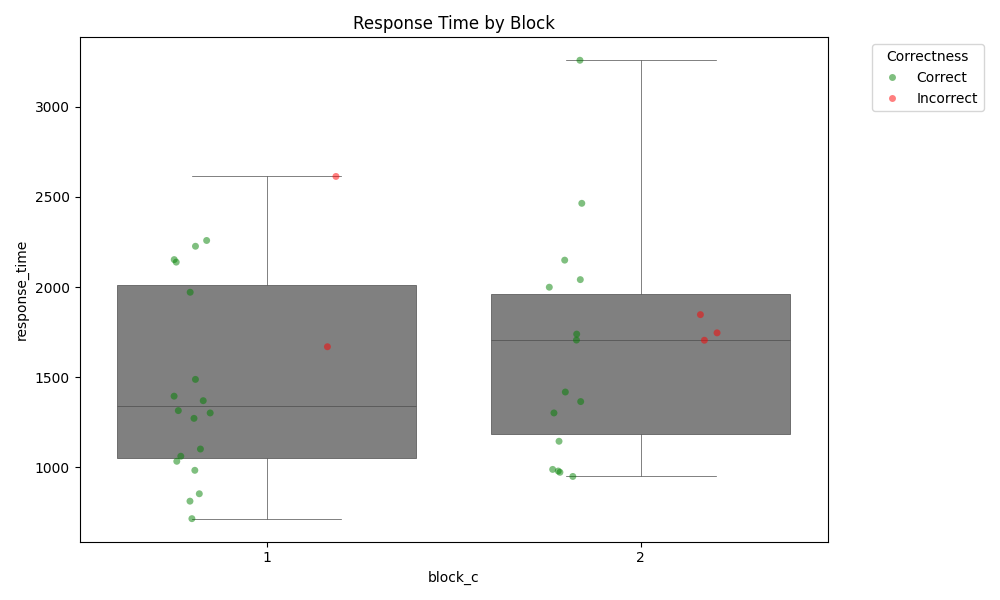 Response Time by Block
Correctness
Correct
Incorrect
3000
2500
2000
1500
1000
response_time
1
2
block_c